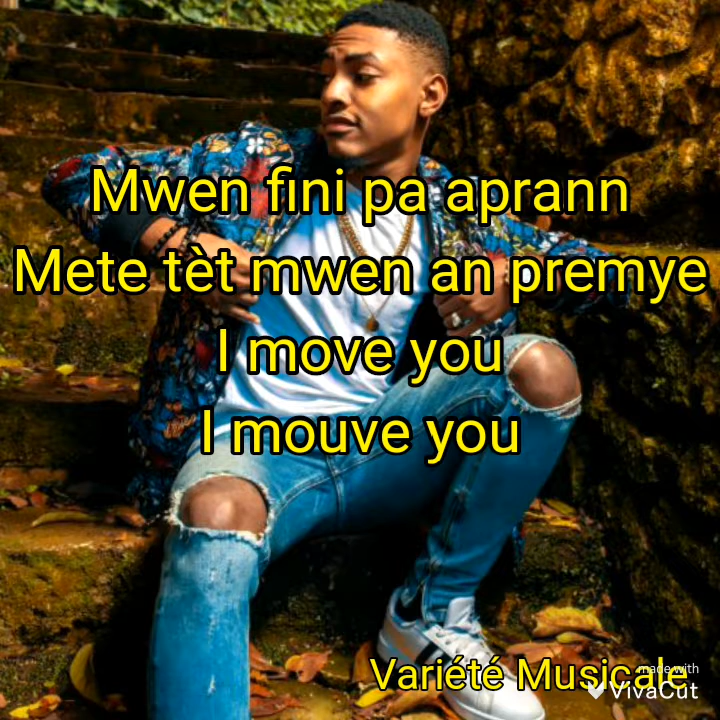 Mwen fini pa aprann
Mete tèt mwen an premye
I move you
I mouve you
Variété Musicale
made with
VivaCut